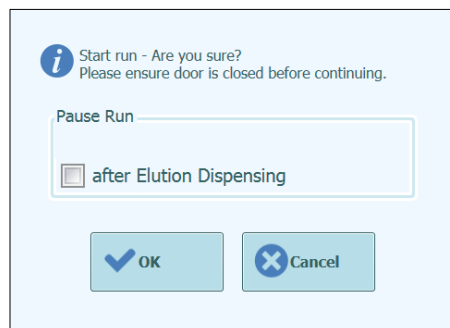 Start run - Are you sure?
Please ensure door is closed before continuing.
Pause Run
after Elution Dispensing
OK
Cancel